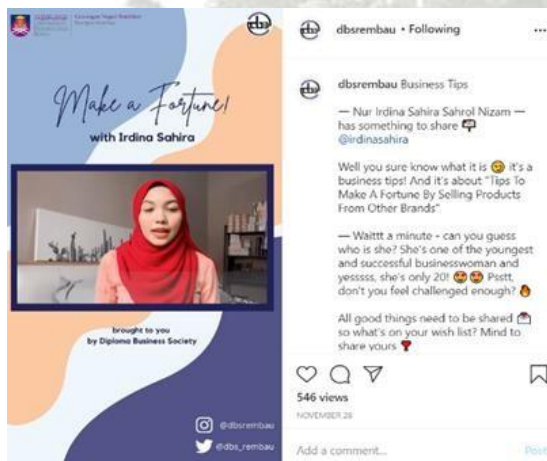 Make a Fortune!
with Irdina Sahira
brought to you
by Diploma Business Society
@dbsrembau
@dbs_rembau
dbsrembau • Following
...
dbsrembau Business Tips
— Nur Irdina Sahira Sahrol Nizam —
has something to share
@irdinasahira
Well you sure know what it is it's a
business tips! And it's about "Tips To
Make A Fortune By Selling Products
From Other Brands"
— Waittt a minute - can you guess
who is she? She's one of the youngest
and successful businesswoman and
yesssss, she's only 20! Psstt,
don't you feel challenged enough?
All good things need to be shared
so what's on your wish list? Mind to
share yours
546 views
NOVEMBER 26
Add a comment...
Post